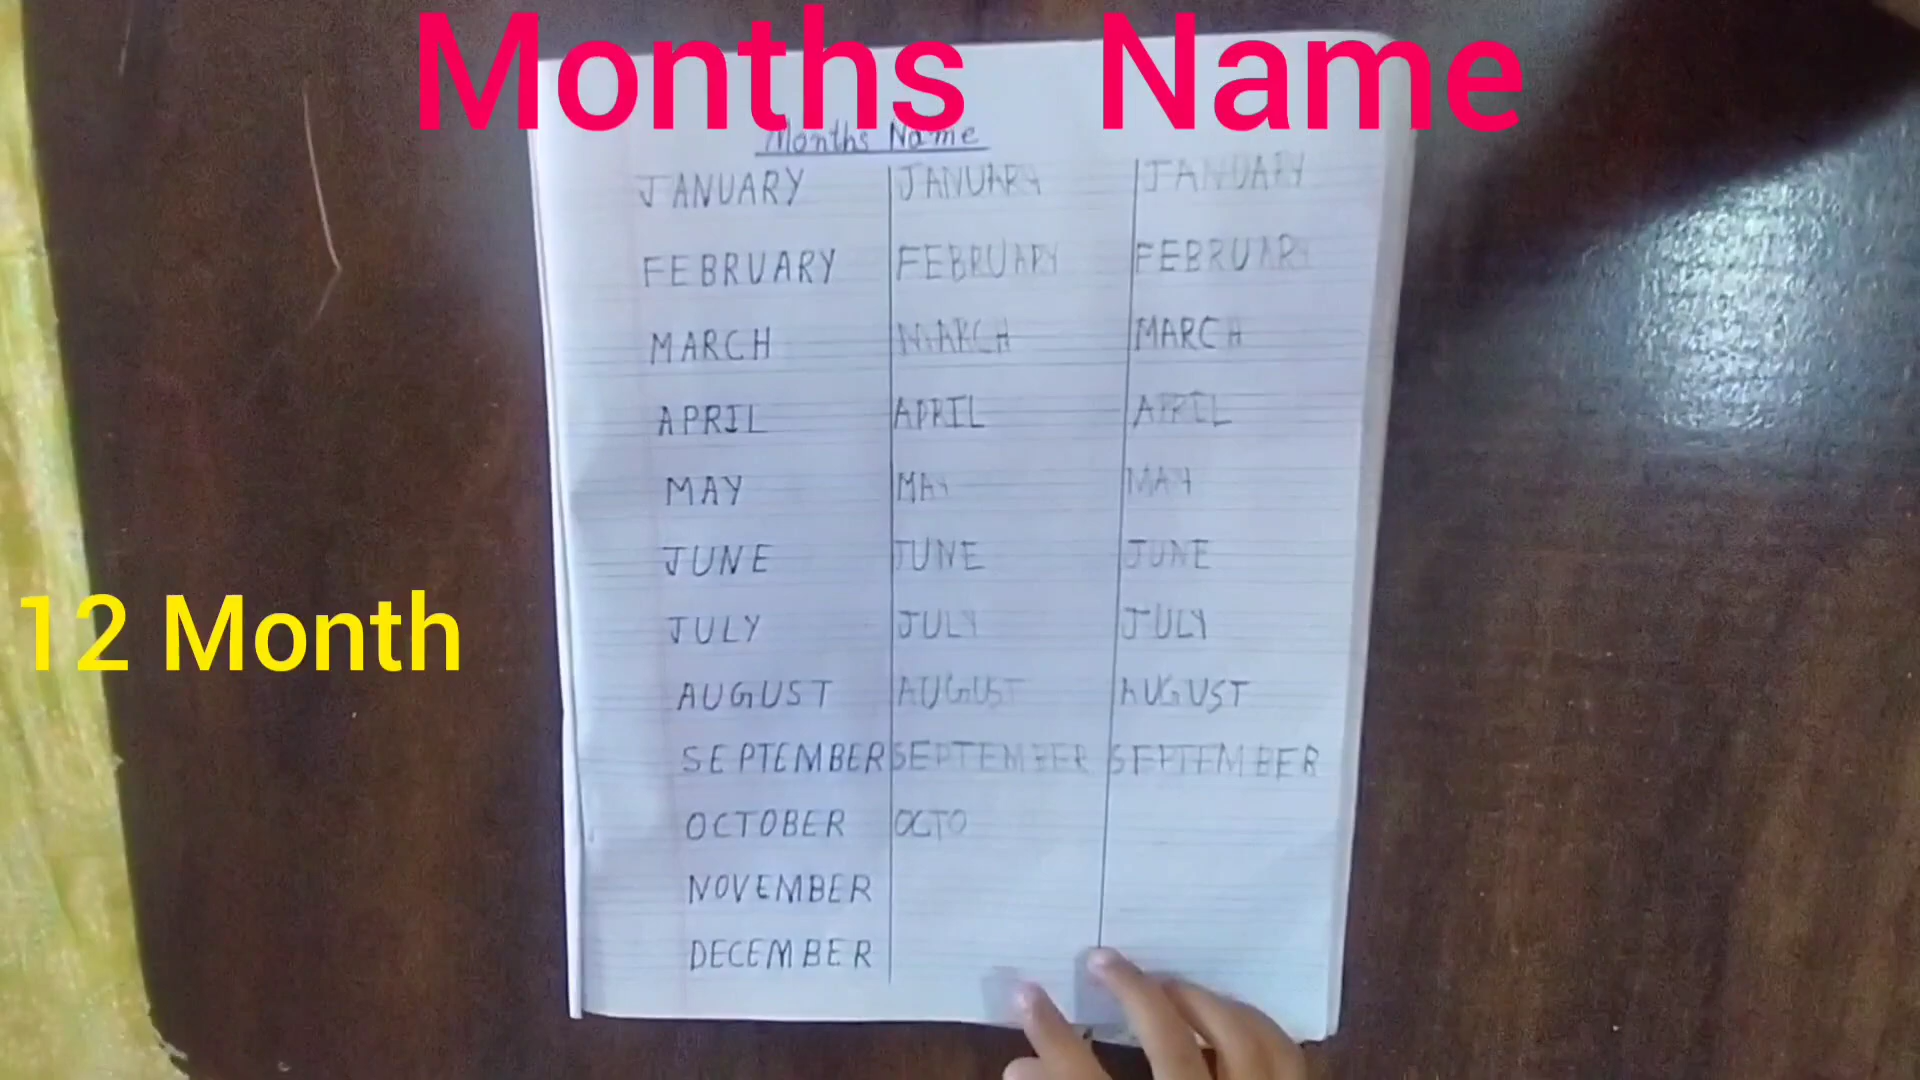 Months Name
Months Name
JANUARY JANUARY JANUARY
FEBRUARY FEBRUARY FEBRUARY
MARCH MARCH MARCH
APRIL APRIL APRIL
MAY MAY MAY
JUNE JUNE JUNE
12 Month
JULY JULY JULY
AUGUST AUGUST AUGUST
SEPTEMBER SEPTEMBER SEPTEMBER
OCTOBER OCTO
NOVEMBER
DECEMBER